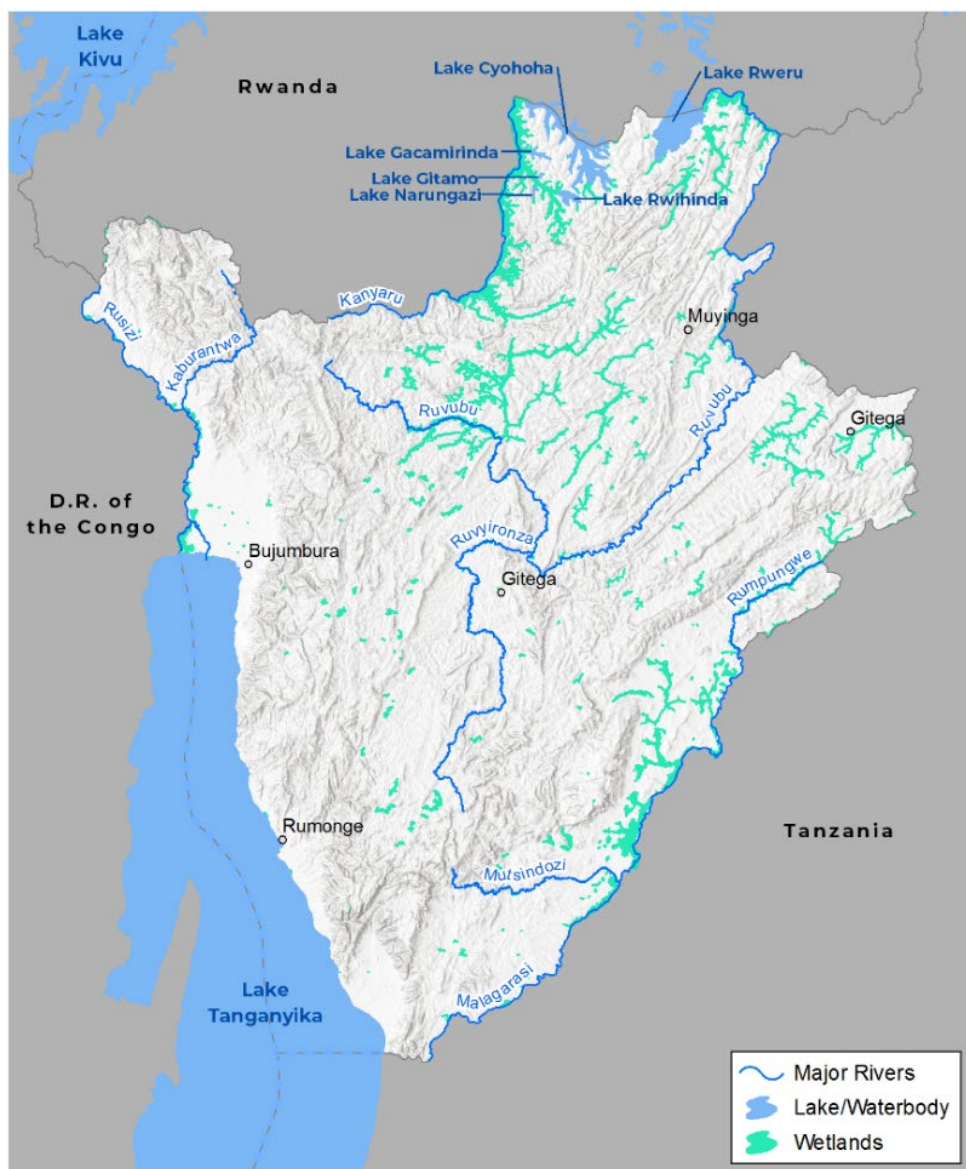 Lake
Kivu
Rwanda
Lake Cyohoha
Lake Rweru
Lake Gacamirinda
Lake Gitamo
Lake Narungazi
Lake Rwihinda
Rusizi
Kaburantwa
Kanyaru
Muyinga
Ruvubu
Ruvubu
Gitega
D.R. of
the Congo
Bujumbura
Ruvyironza
Gitega
Rumpungwe
Rumonge
Tanzania
Mutsindozi
Malagarasi
Lake
Tanganyika
Major Rivers
Lake/Waterbody
Wetlands